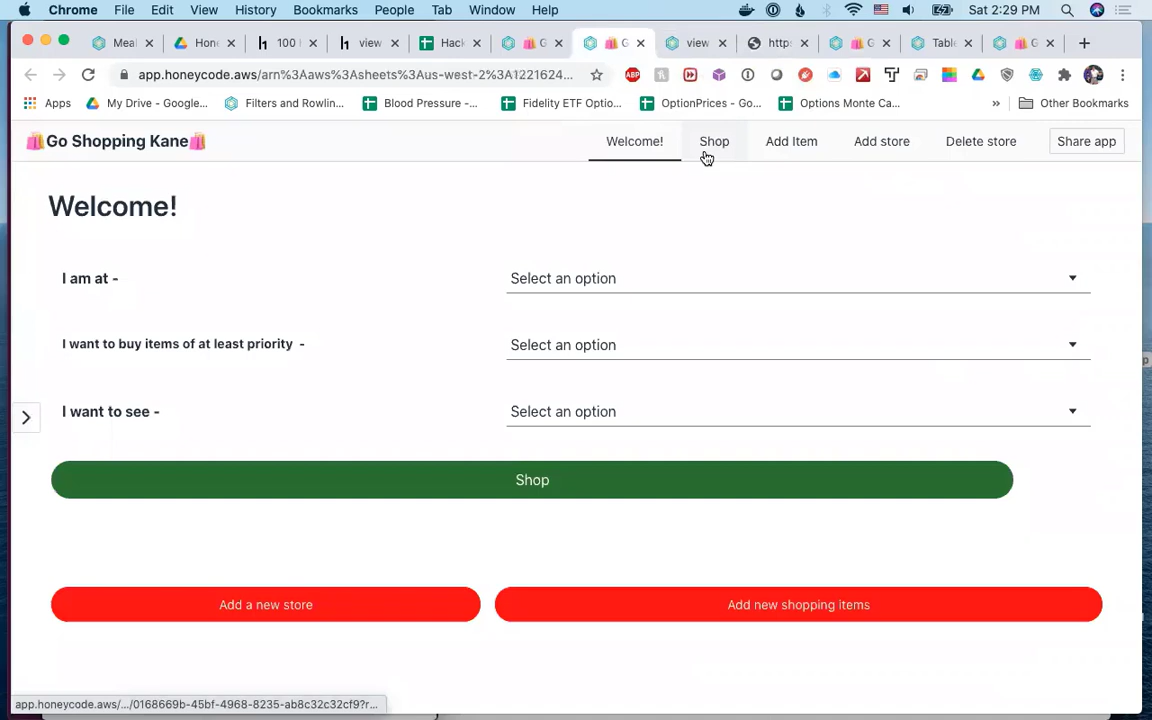 Chrome File Edit View History Bookmarks People Tab Window Help Sat 2:29 PM
Meal Hone 100 l view Hack G G view https G Table G
app.honeycode.aws/arn%3Aaws%3Asheets%3Aus-west-2%3A1221624... ABP
Apps My Drive - Google... Filters and Rowlin... Blood Pressure -... Fidelity ETF Optio... OptionPrices - Go... Options Monte Ca... » Other Bookmarks
🛍️Go Shopping Kane🛍️ Welcome! Shop Add Item Add store Delete store Share app
Welcome!
I am at - Select an option
I want to buy items of at least priority - Select an option
I want to see - Select an option
Shop
Add a new store Add new shopping items
app.honeycode.aws/.../0168669b-45bf-4968-8235-ab8c32c32cf9?r...